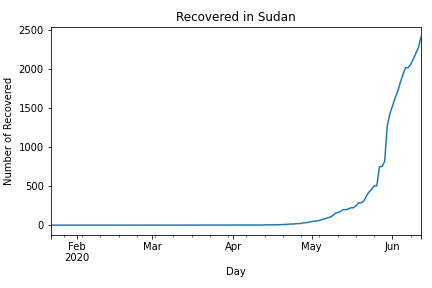 Recovered in Sudan
Number of Recovered
2500
2000
1500
1000
500
0
Feb
2020
Mar
Apr
May
Jun
Day